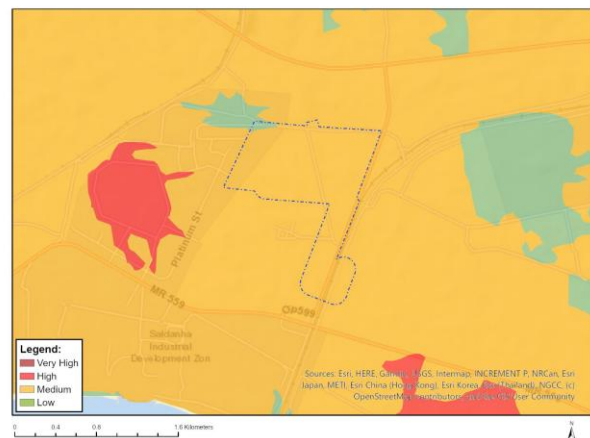 Platinum St
MR 559
OP599
Saldanha
Industrial
Development Zon
Legend:
Very High
High
Medium
Low
Sources: Esri, HERE, Garmin, USGS, Intermap, INCREMENT P, NRCan, Esri
Japan, METI, Esri China (Hong Kong), Esri Korea, Esri (Thailand), NGCC, (c)
OpenStreetMap contributors, and the GIS User Community
0 0.4 0.8 1.6 Kilometers
N